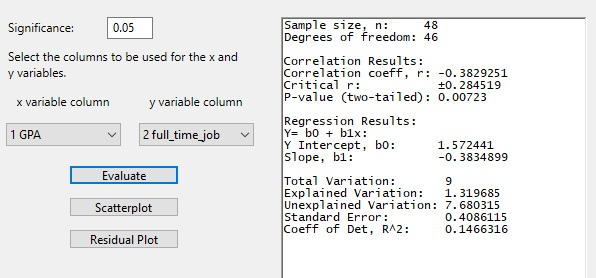 Significance: 0.05
Select the columns to be used for the x and
y variables.
x variable column y variable column
1 GPA 2 full_time_job
Evaluate
Scatterplot
Residual Plot
Sample size, n: 48
Degrees of freedom: 46
Correlation Results:
Correlation coeff, r: -0.3829251
Critical r: ±0.284519
P-value (two-tailed): 0.00723
Regression Results:
Y= b0 + b1x:
Y Intercept, b0: 1.572441
Slope, b1: -0.3834899
Total Variation: 9
Explained Variation: 1.319685
Unexplained Variation: 7.680315
Standard Error: 0.4086115
Coeff of Det, R^2: 0.1466316